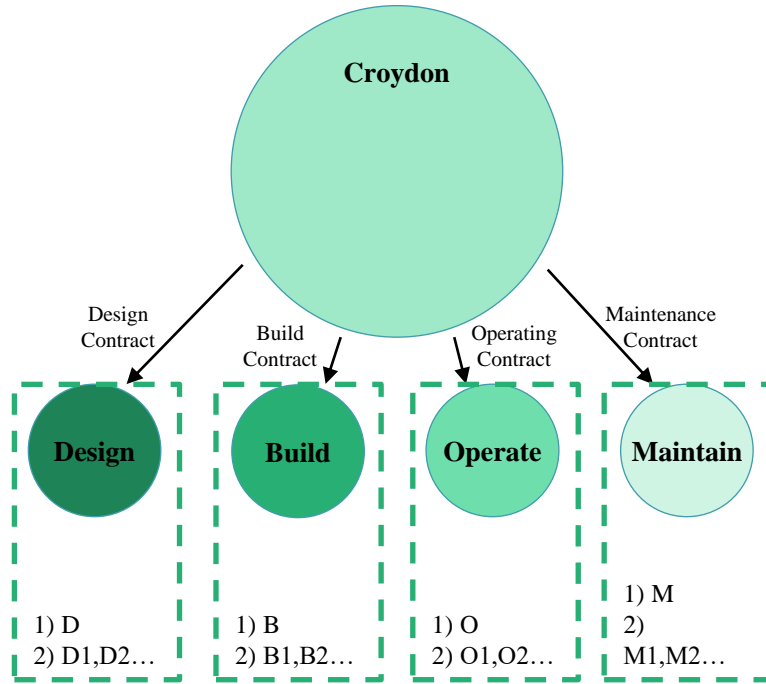 Croydon
Design
Contract
Build
Contract
Operating
Contract
Maintenance
Contract
Design
Build
Operate
Maintain
1) D
2) D1,D2…
1) B
2) B1,B2…
1) O
2) O1,O2…
1) M
2)
M1,M2…